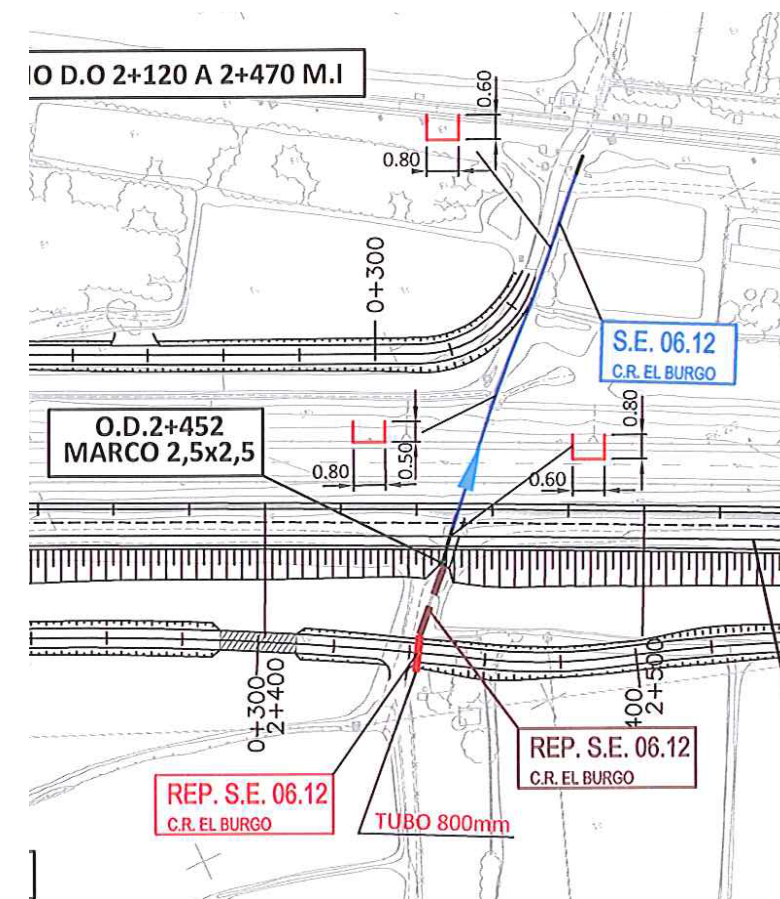 IO D.O 2+120 A 2+470 M.I
0.60
0.80
0+300
S.E. 06.12
C.R. EL BURGO
O.D.2+452
MARCO 2,5x2,5
0.80
0.50
0.80
0.60
0+300
2+400
400
2+500
REP. S.E. 06.12
C.R. EL BURGO
REP. S.E. 06.12
C.R. EL BURGO
TUBO 800mm